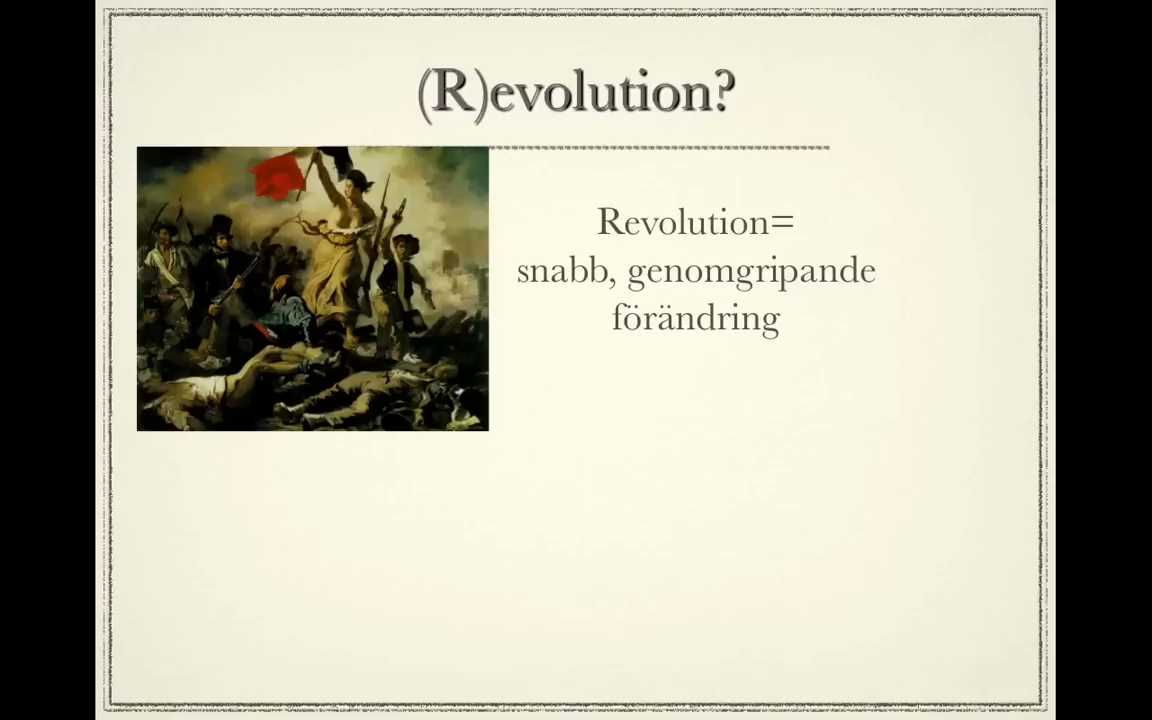 (R)evolution?
Revolution=
snabb, genomgripande
förändring